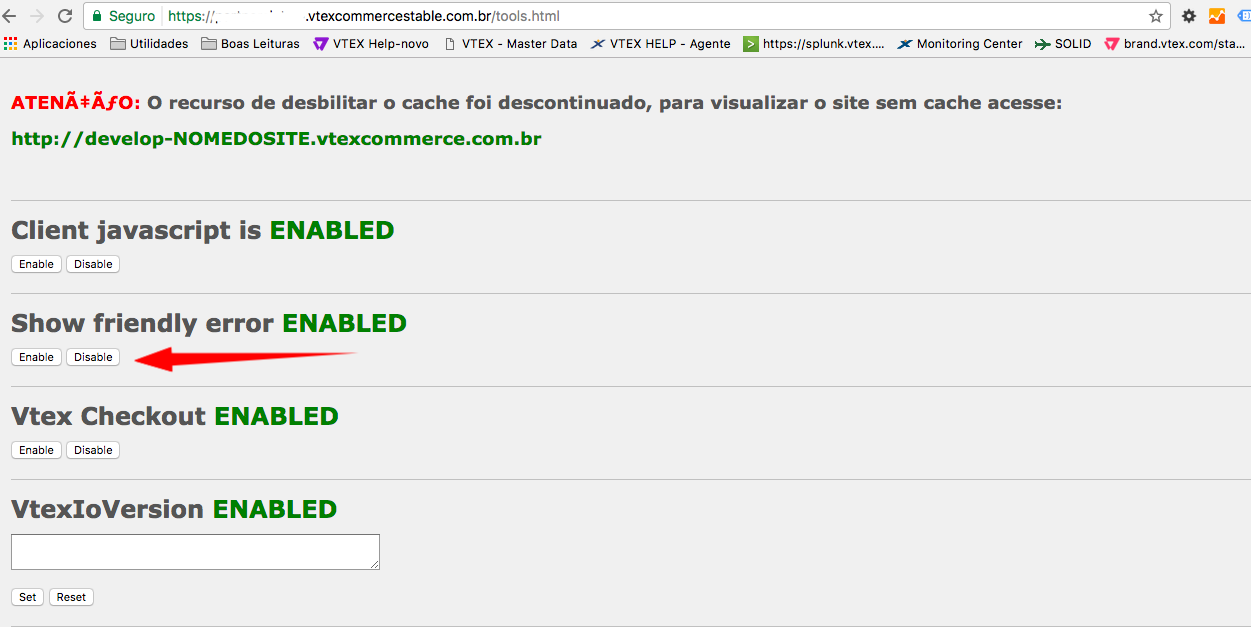 Seguro https:// .vtexcommercestable.com.br/tools.html
Aplicaciones Utilidades Boas Leituras VTEX Help-novo VTEX - Master Data VTEX HELP - Agente https://splunk.vtex.... Monitoring Center SOLID brand.vtex.com/sta...
ATENÃ‡ÃƒO: O recurso de desbilitar o cache foi descontinuado, para visualizar o site sem cache acesse:
http://develop-NOMEDOSITE.vtexcommerce.com.br
Client javascript is ENABLED
Enable Disable
Show friendly error ENABLED
Enable Disable
Vtex Checkout ENABLED
Enable Disable
VtexIoVersion ENABLED
Set Reset